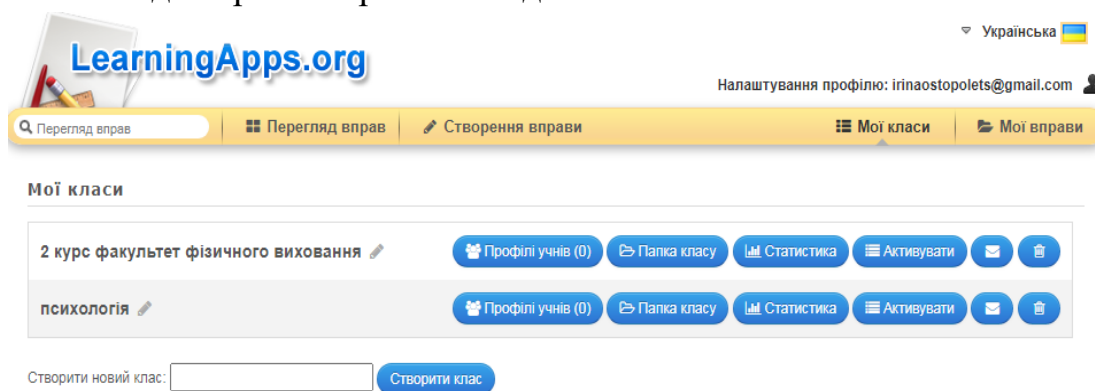 Українська
LearningApps.org
Налаштування профілю: irinaostopolets@gmail.com
Перегляд вправ Перегляд вправ Створення вправи Мої класи Мої вправи
Мої класи
2 курс факультет фізичного виховання Профілі учнів (0) Папка класу Статистика Активувати
психологія Профілі учнів (0) Папка класу Статистика Активувати
Створити новий клас: Створити клас